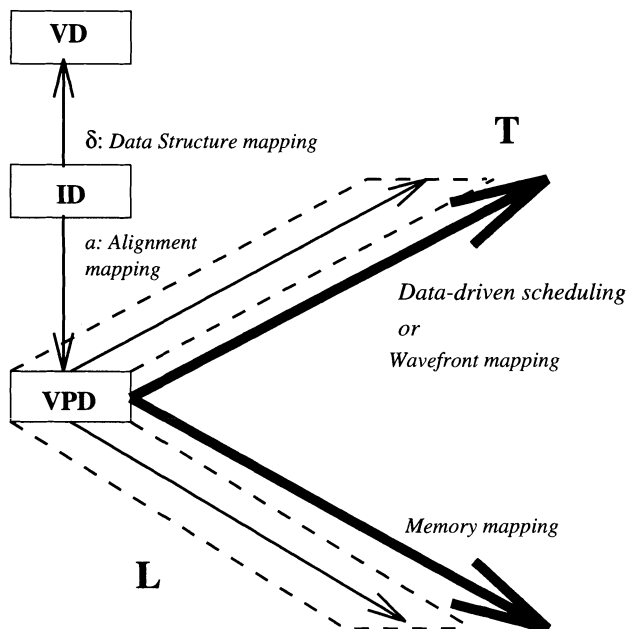 VD
δ: Data Structure mapping
T
ID
a: Alignment
mapping
Data-driven scheduling
or
Wavefront mapping
VPD
Memory mapping
L